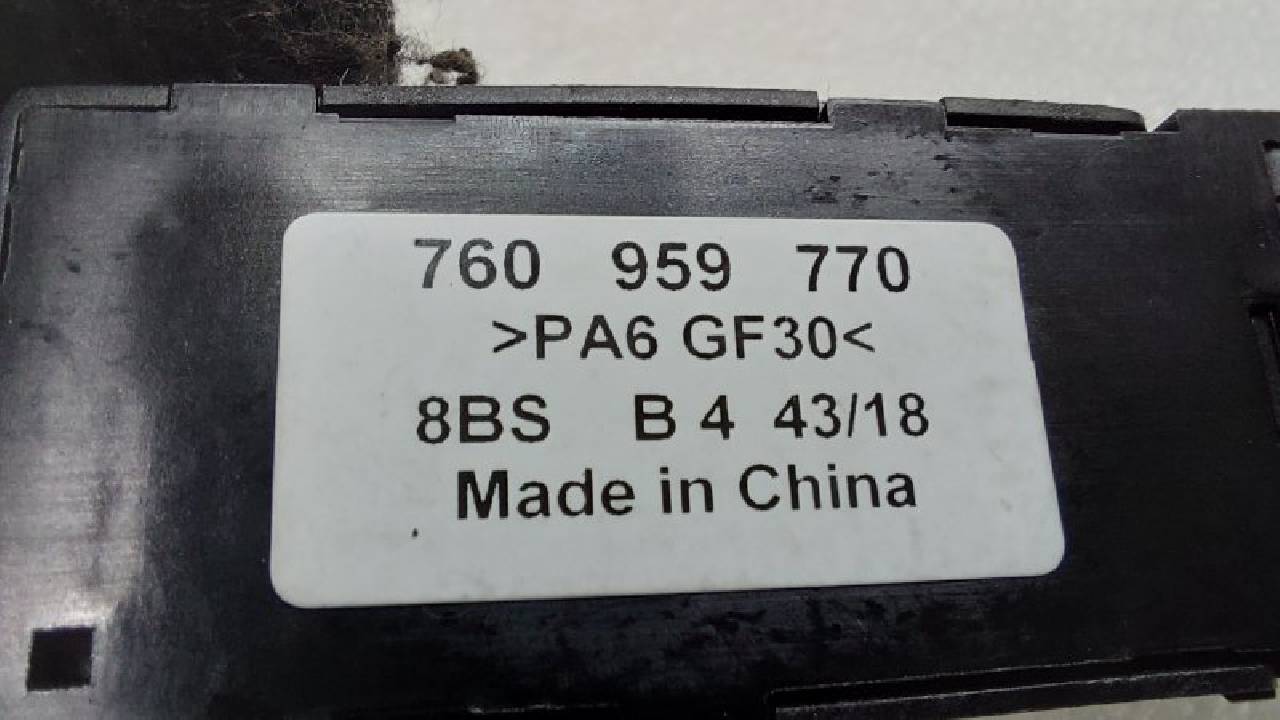 760 959 770
>PA6 GF30<
8BS B 4 43/18
Made in China